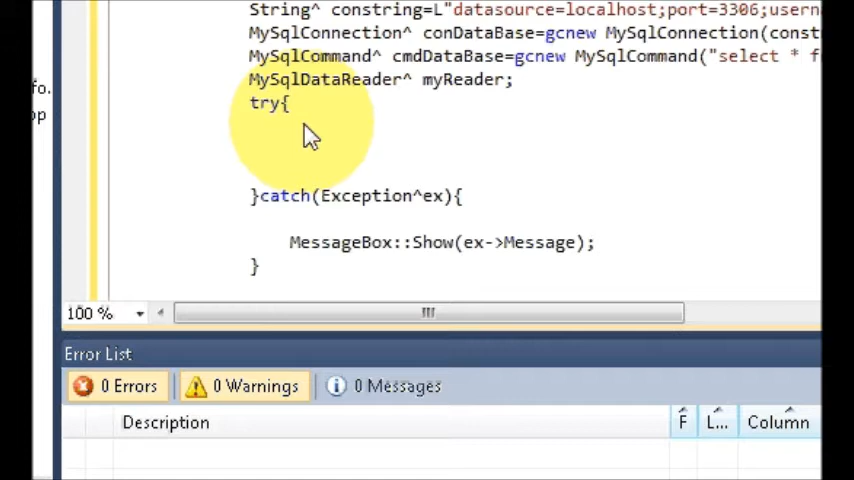 String^ constring=L"datasource=localhost;port=3306;usern
MySqlConnection^ conDataBase=gcnew MySqlConnection(const
MySqlCommand^ cmdDataBase=gcnew MySqlCommand("select * f
MySqlDataReader^ myReader;
try{
}catch(Exception^ex){
MessageBox::Show(ex->Message);
}
fo.
op
100 %
Error List
0 Errors
0 Warnings
0 Messages
Description
F
L...
Column